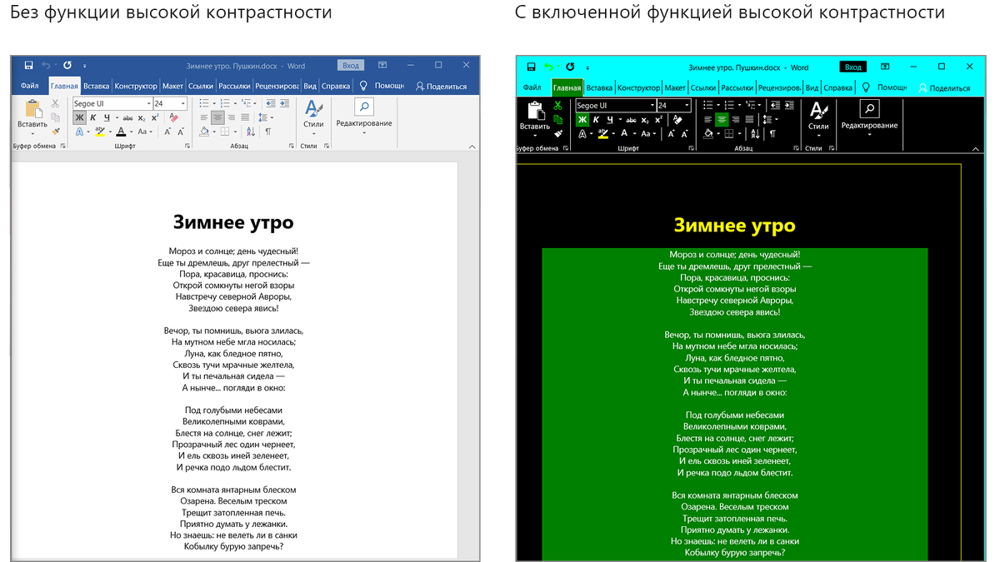 Без функции высокой контрастности
Зимнее утро. Пушкин.docx - Word
Вход
Файл Главная Вставка Конструктор Макет Ссылки Рассылки Рецензирова Вид Справка Помощн Поделиться
Segoe UI 24
Вставить
Ж К Ч abc x₂ x²
Aa
Стили
Редактирование
Буфер обмена Шрифт Абзац Стили
Зимнее утро
Мороз и солнце; день чудесный!
Еще ты дремлешь, друг прелестный —
Пора, красавица, проснись:
Открой сомкнуты негой взоры
Навстречу северной Авроры,
Звездою севера явись!
Вечор, ты помнишь, вьюга злилась,
На мутном небе мгла носилась;
Луна, как бледное пятно,
Сквозь тучи мрачные желтела,
И ты печальная сидела —
А нынче... погляди в окно:
Под голубыми небесами
Великолепными коврами,
Блестя на солнце, снег лежит;
Прозрачный лес один чернеет,
И ель сквозь иней зеленеет,
И речка подо льдом блестит.
Вся комната янтарным блеском
Озарена. Веселым треском
Трещит затопленная печь.
Приятно думать у лежанки.
Но знаешь: не велеть ли в санки
Кобылку бурую запречь?
С включенной функцией высокой контрастности
Зимнее утро. Пушкин.docx - Word
Вход
Файл Главная Вставка Конструктор Макет Ссылки Рассылки Рецензирова Вид Справка Помощн Поделиться
Segoe UI 24
Вставить
Ж К Ч abc x₂ x²
Aa
Стили
Редактирование
Буфер обмена Шрифт Абзац Стили
Зимнее утро
Мороз и солнце; день чудесный!
Еще ты дремлешь, друг прелестный —
Пора, красавица, проснись:
Открой сомкнуты негой взоры
Навстречу северной Авроры,
Звездою севера явись!
Вечор, ты помнишь, вьюга злилась,
На мутном небе мгла носилась;
Луна, как бледное пятно,
Сквозь тучи мрачные желтела,
И ты печальная сидела —
А нынче... погляди в окно:
Под голубыми небесами
Великолепными коврами,
Блестя на солнце, снег лежит;
Прозрачный лес один чернеет,
И ель сквозь иней зеленеет,
И речка подо льдом блестит.
Вся комната янтарным блеском
Озарена. Веселым треском
Трещит затопленная печь.
Приятно думать у лежанки.
Но знаешь: не велеть ли в санки
Кобылку бурую запречь?